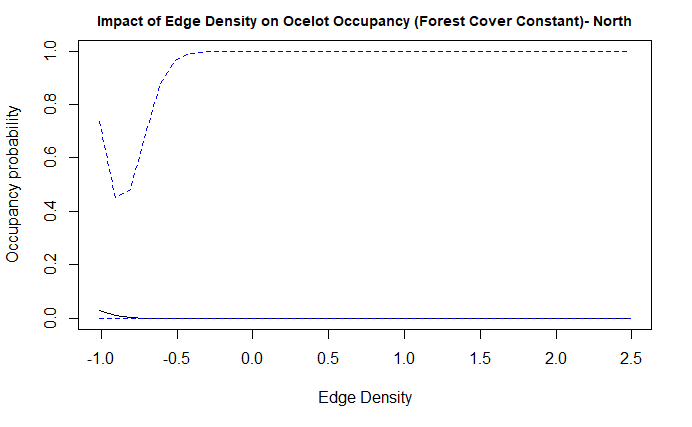 Impact of Edge Density on Ocelot Occupancy (Forest Cover Constant)- North
Occupancy probability
1.0
0.8
0.6
0.4
0.2
0.0
-1.0 -0.5 0.0 0.5 1.0 1.5 2.0 2.5
Edge Density